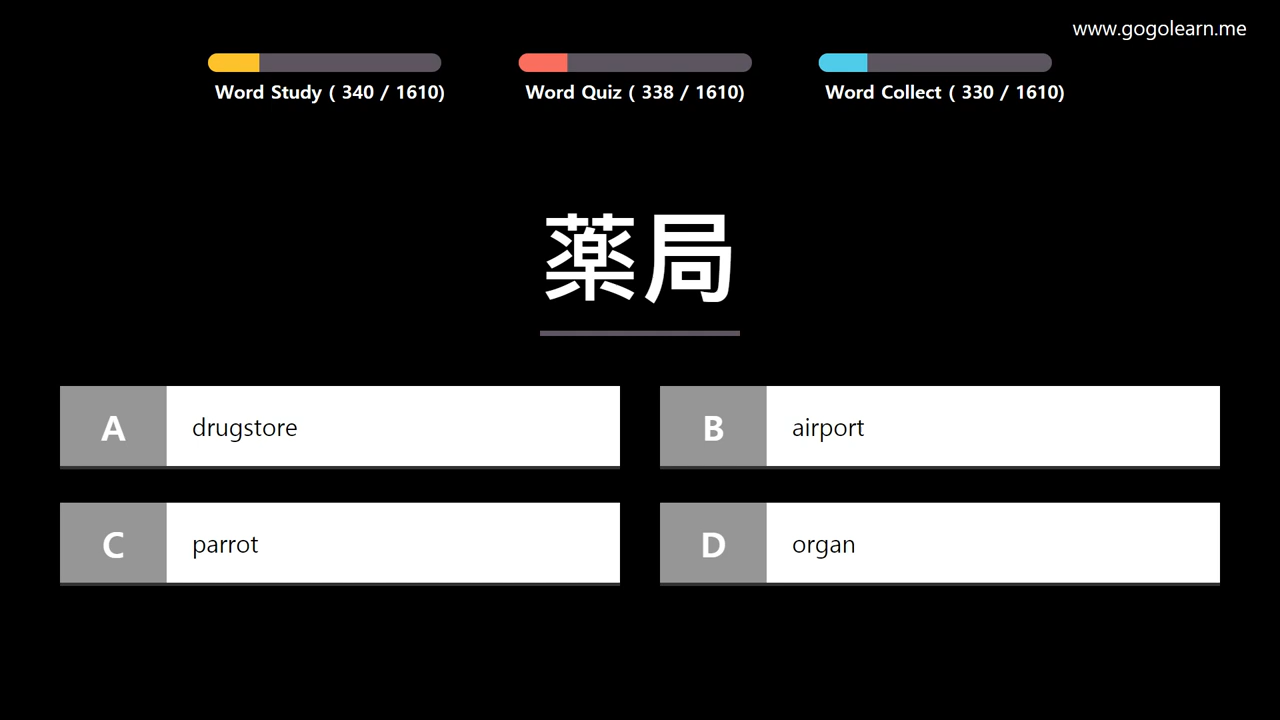 www.gogolearn.me
Word Study ( 340 / 1610)
Word Quiz ( 338 / 1610)
Word Collect ( 330 / 1610)
薬局
A drugstore
B airport
C parrot
D organ